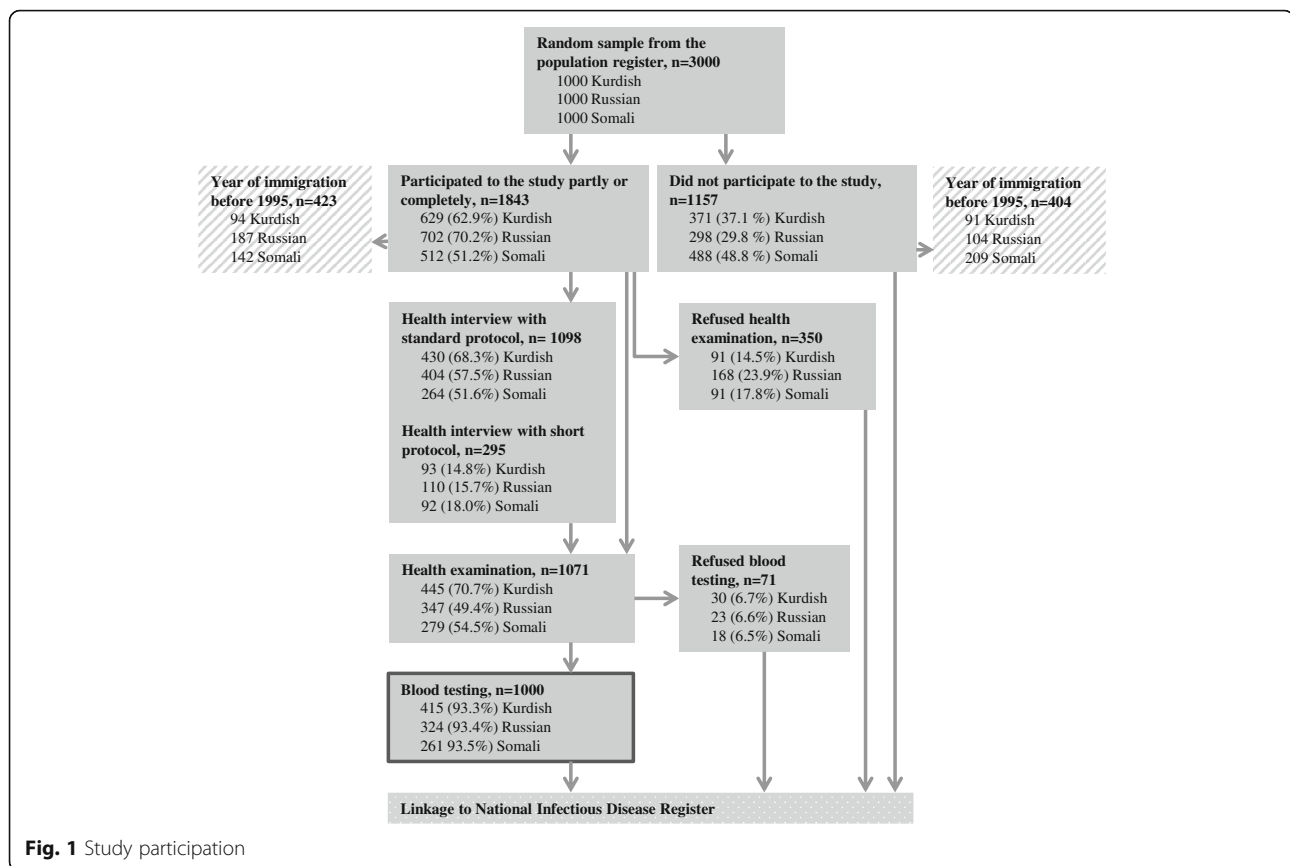 Random sample from the
population register, n=3000
1000 Kurdish
1000 Russian
1000 Somali
Year of immigration
before 1995, n=423
94 Kurdish
187 Russian
142 Somali
Participated to the study partly or
completely, n=1843
629 (62.9%) Kurdish
702 (70.2%) Russian
512 (51.2%) Somali
Did not participate to the study,
n=1157
371 (37.1 %) Kurdish
298 (29.8 %) Russian
488 (48.8 %) Somali
Year of immigration
before 1995, n=404
91 Kurdish
104 Russian
209 Somali
Health interview with
standard protocol, n= 1098
430 (68.3%) Kurdish
404 (57.5%) Russian
264 (51.6%) Somali
Health interview with short
protocol, n=295
93 (14.8%) Kurdish
110 (15.7%) Russian
92 (18.0%) Somali
Refused health
examination, n=350
91 (14.5%) Kurdish
168 (23.9%) Russian
91 (17.8%) Somali
Health examination, n=1071
445 (70.7%) Kurdish
347 (49.4%) Russian
279 (54.5%) Somali
Refused blood
testing, n=71
30 (6.7%) Kurdish
23 (6.6%) Russian
18 (6.5%) Somali
Blood testing, n=1000
415 (93.3%) Kurdish
324 (93.4%) Russian
261 93.5%) Somali
Linkage to National Infectious Disease Register
Fig. 1 Study participation